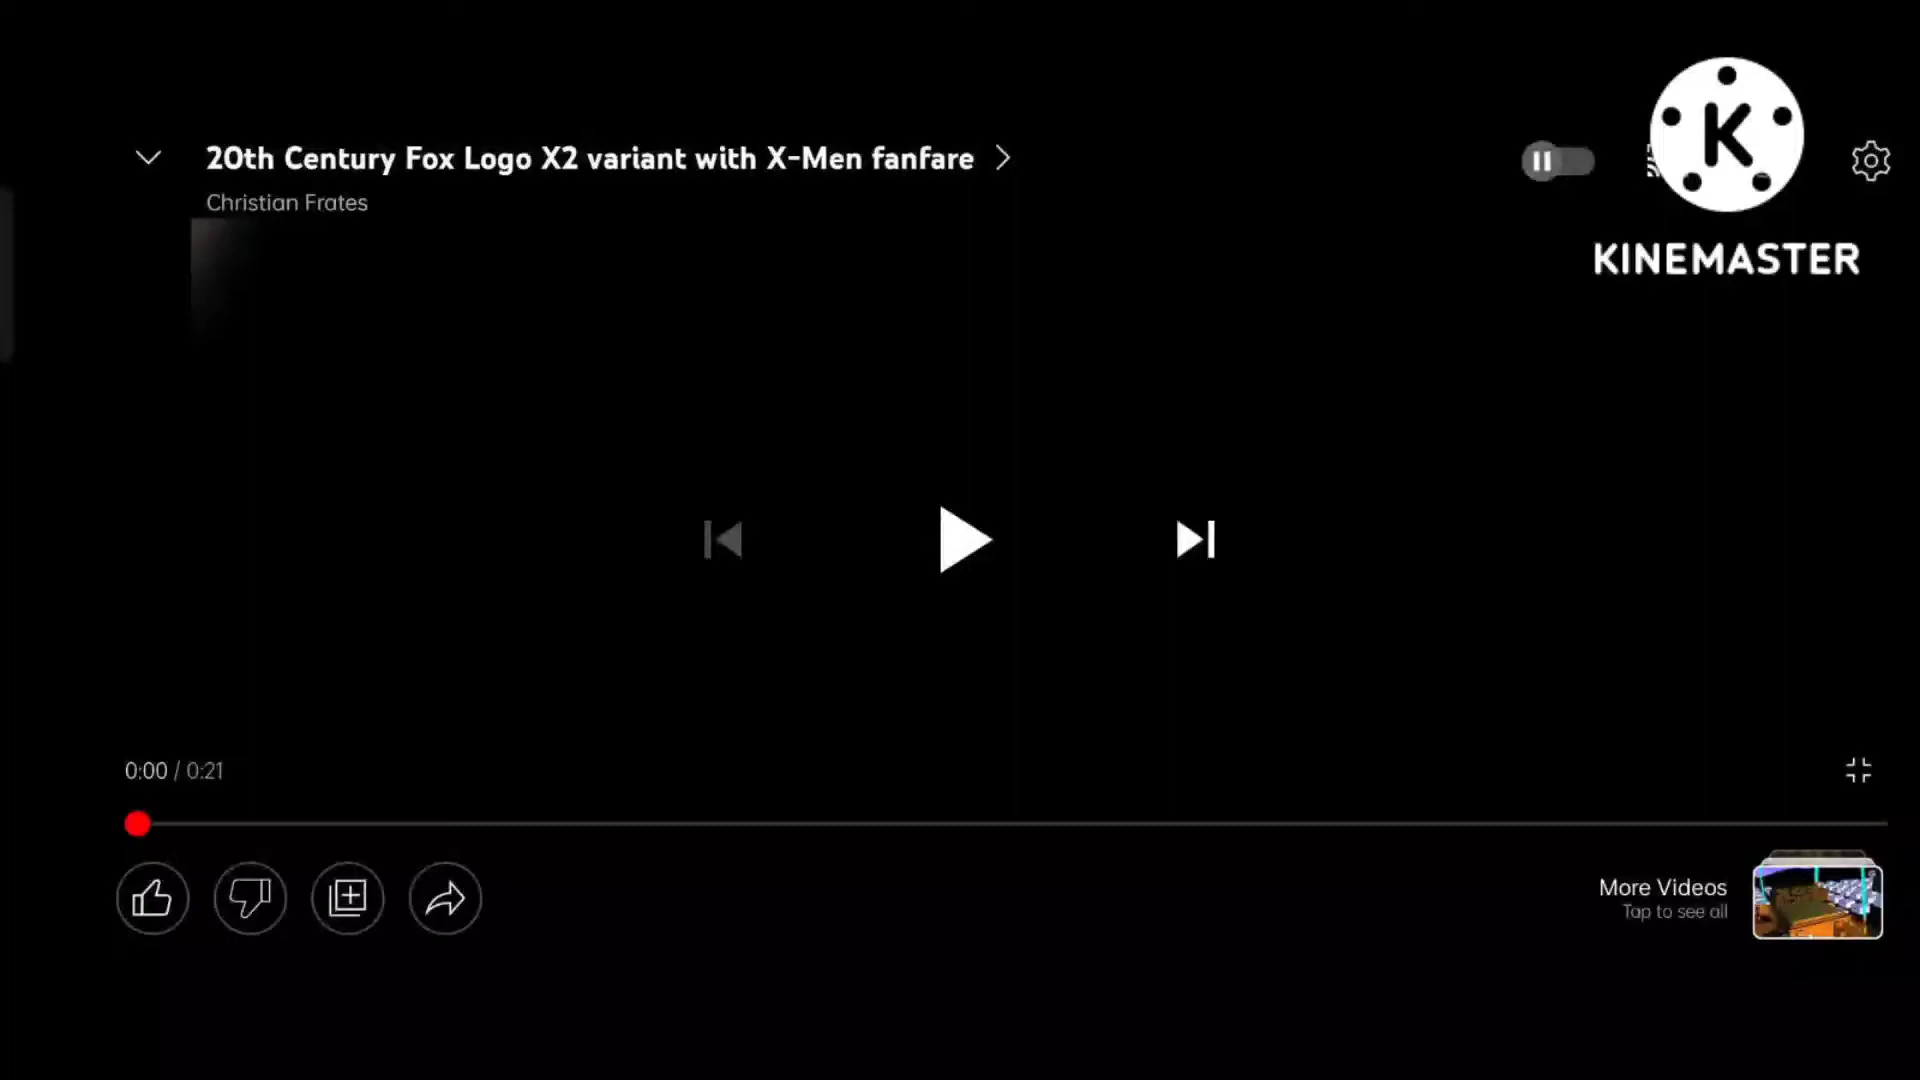 20th Century Fox Logo X2 variant with X-Men fanfare
Christian Frates
K
KINEMASTER
0:00 / 0:21
More Videos
Tap to see all